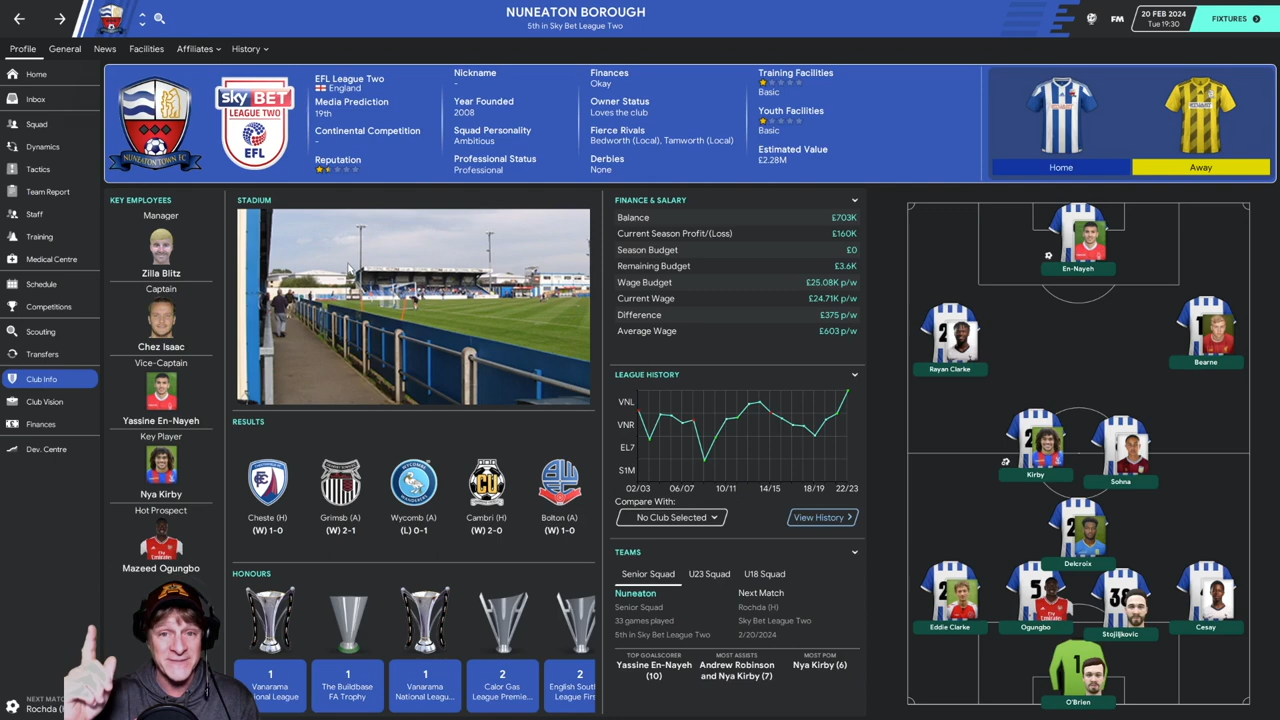 NUNEATON BOROUGH
5th in Sky Bet League Two
FM
20 FEB 2024
Tue 19:30
FIXTURES
Profile
General
News
Facilities
Affiliates
History
Home
Inbox
Squad
Dynamics
Tactics
Team Report
Staff
Training
Medical Centre
Schedule
Competitions
Scouting
Transfers
Club Info
Club Vision
Finances
Dev. Centre
NEXT MATC
Rochda (H
NUNEATON TOWN FC
sky BET
LEAGUE TWO
EFL
EFL League Two
England
Media Prediction
19th
Continental Competition
-
Reputation
Nickname
-
Year Founded
2008
Squad Personality
Ambitious
Professional Status
Professional
Finances
Okay
Owner Status
Loves the club
Fierce Rivals
Bedworth (Local), Tamworth (Local)
Derbies
None
Training Facilities
Basic
Youth Facilities
Basic
Estimated Value
£2.28M
Home
Away
KEY EMPLOYEES
Manager
Zilla Blitz
Captain
Chez Isaac
Vice-Captain
Yassine En-Nayeh
Key Player
Nya Kirby
Hot Prospect
Mazeed Ogungbo
STADIUM
RESULTS
Cheste (H)
(W) 1-0
Grimsb (A)
(W) 2-1
Wycomb (A)
(L) 0-1
Cambri (H)
(W) 2-0
Bolton (A)
(W) 1-0
HONOURS
1
Vanarama
ional League
1
The Buildbase
FA Trophy
1
Vanarama
National Leagu...
2
Calor Gas
League Premie...
2
English Sout
League Firs
FINANCE & SALARY
Balance £703K
Current Season Profit/(Loss) £160K
Season Budget £0
Remaining Budget £3.6K
Wage Budget £25.08K p/w
Current Wage £24.71K p/w
Difference £375 p/w
Average Wage £603 p/w
LEAGUE HISTORY
VNL
VNR
EL7
S1M
02/03 06/07 10/11 14/15 18/19 22/23
Compare With:
No Club Selected
View History
TEAMS
Senior Squad
U23 Squad
U18 Squad
Nuneaton
Senior Squad
33 games played
5th in Sky Bet League Two
Next Match
Rochda (H)
Sky Bet League Two
2/20/2024
TOP GOALSCORER
Yassine En-Nayeh
(10)
MOST ASSISTS
Andrew Robinson
and Nya Kirby (7)
MOST POM
Nya Kirby (6)
En-Nayeh
Rayan Clarke
Bearne
Kirby
Sohna
Delcroix
Eddie Clarke
Ogungbo
Stojiljkovic
Cesay
O'Brien